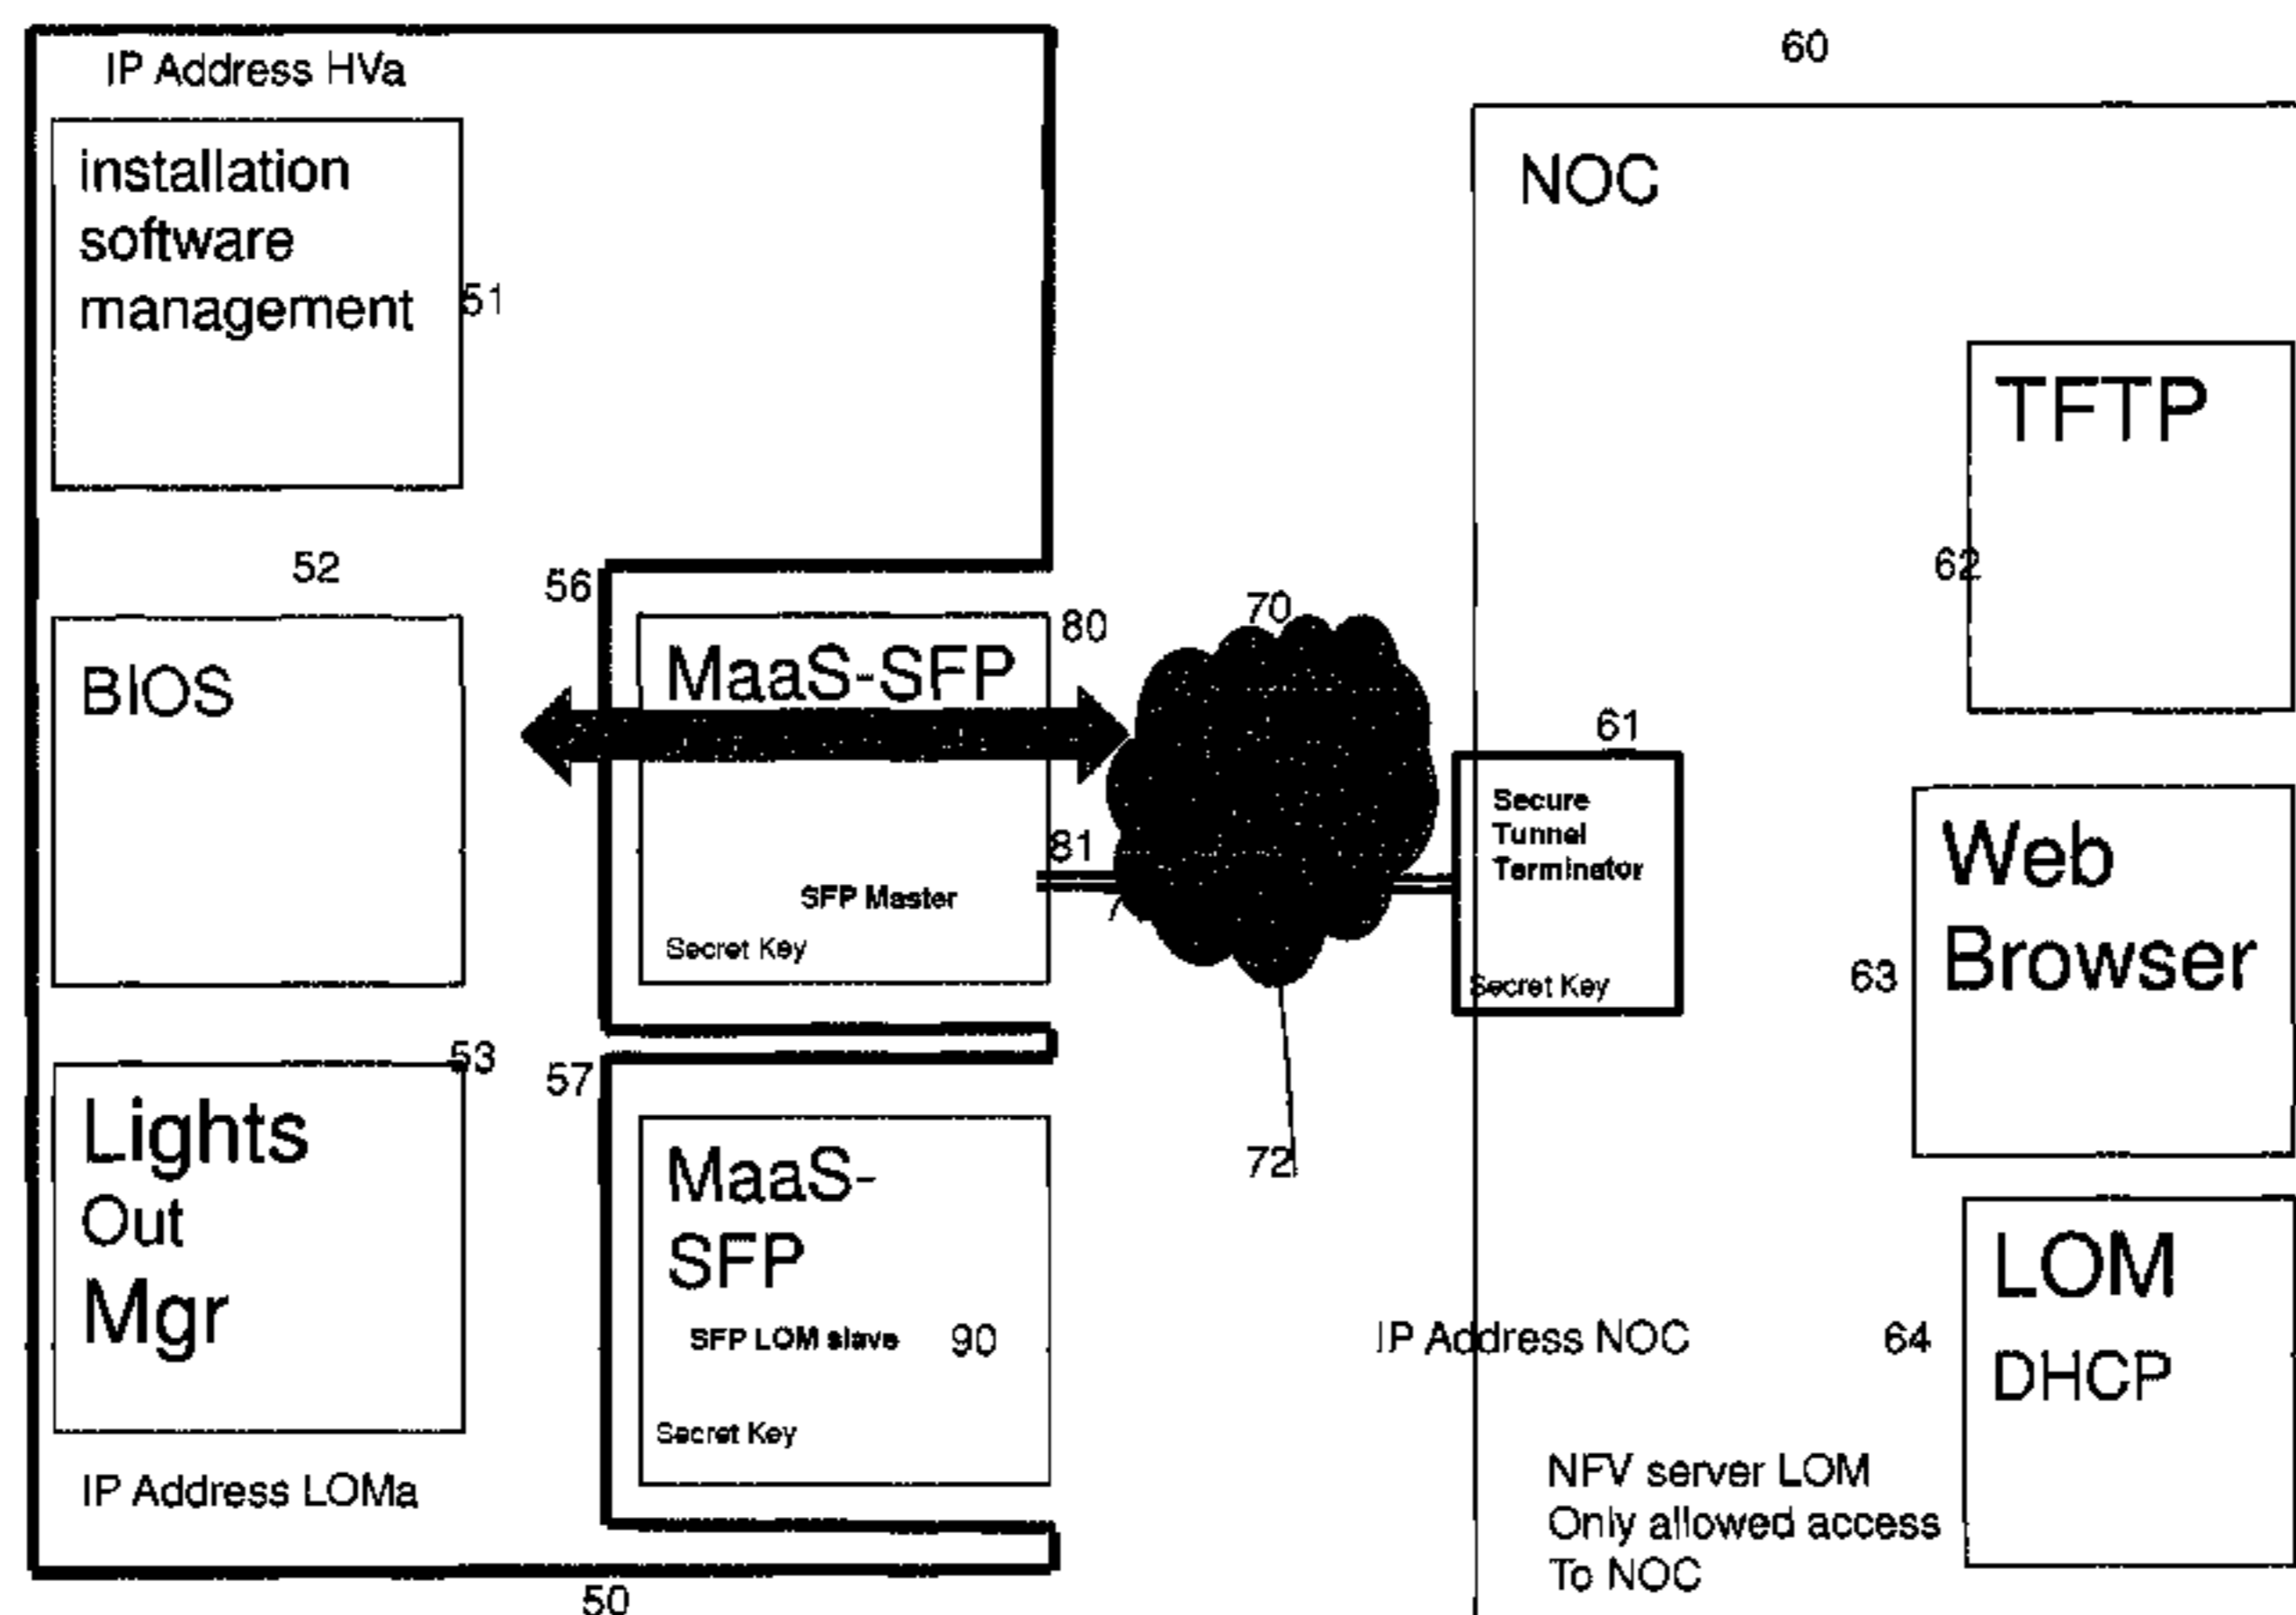 IP Address HVa
installation
software
management
51
52
BIOS
53
Lights
Out
Mgr
IP Address LOMa
50
56
80
MaaS-SFP
81
SFP Master
Secret Key
57
MaaS-
SFP
SFP LOM slave
90
Secret Key
70
72
60
NOC
61
Secure
Tunnel
Terminator
Secret Key
62
TFTP
63
Web
Browser
64
LOM
DHCP
IP Address NOC
NFV server LOM
Only allowed access
To NOC